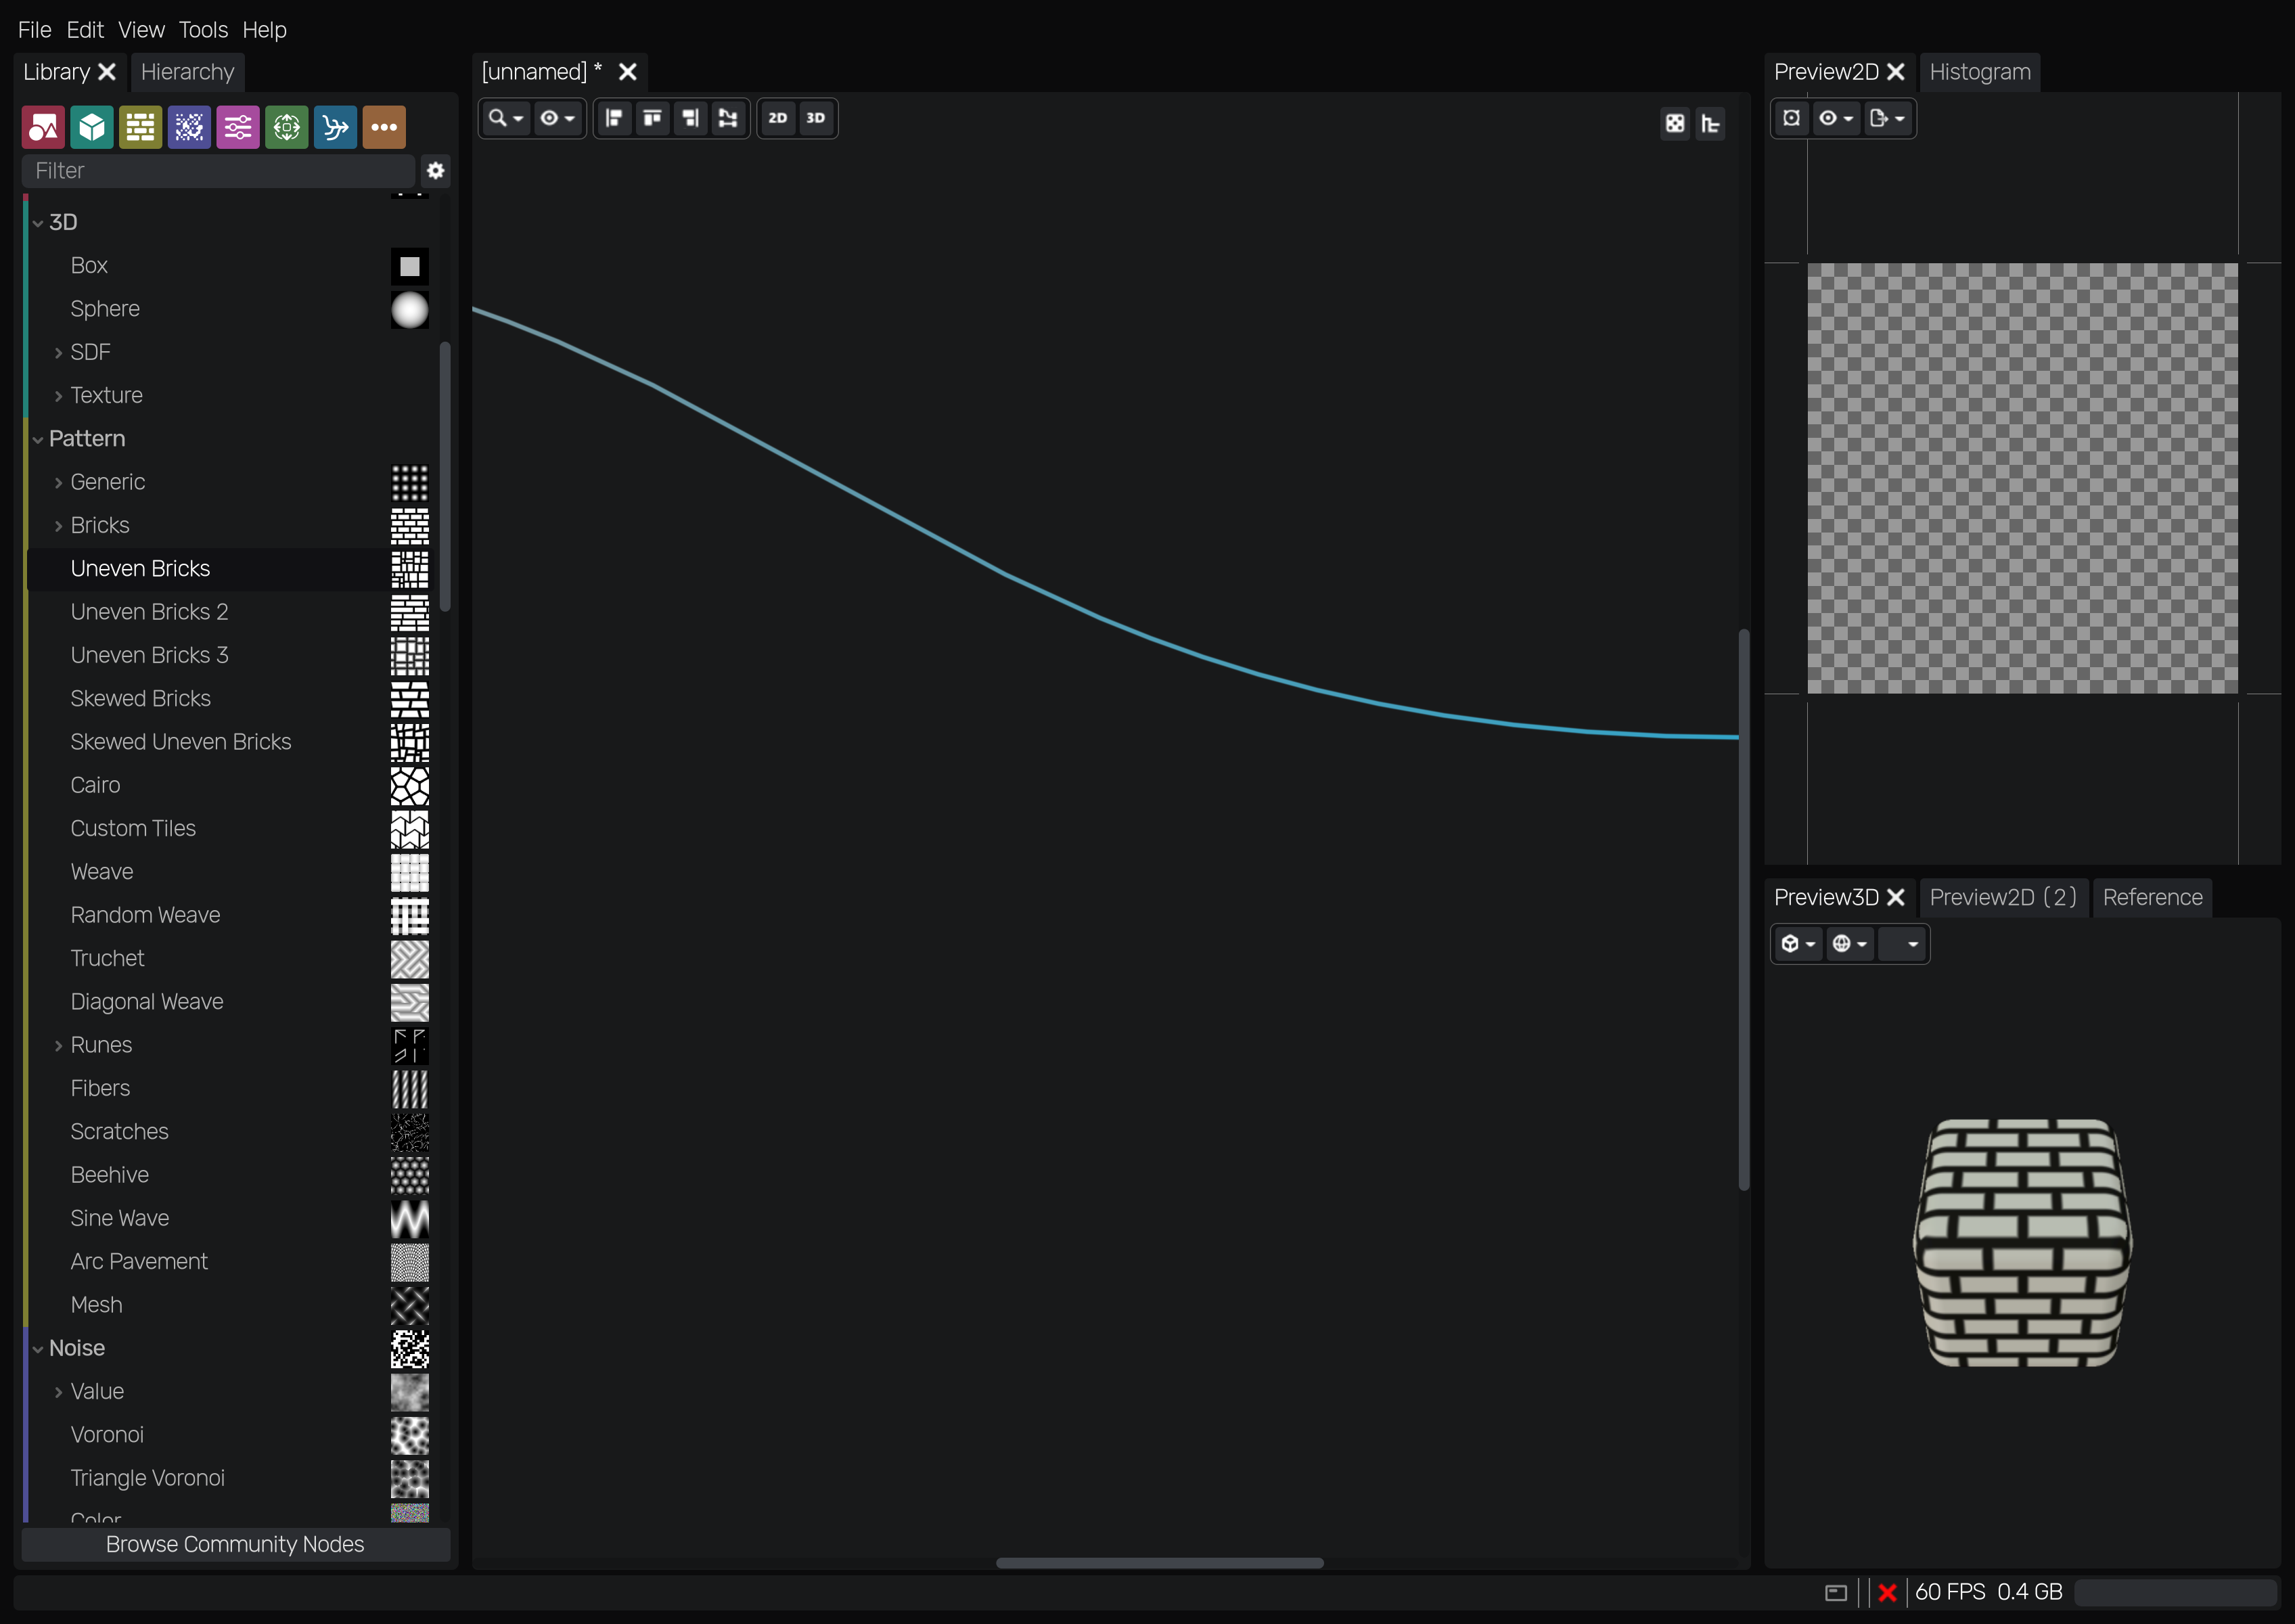 File Edit View Tools Help
Library Hierarchy
[unnamed] *
Preview2D Histogram
2D 3D
Filter
3D
Box
Sphere
SDF
Texture
Pattern
Generic
Bricks
Uneven Bricks
Uneven Bricks 2
Uneven Bricks 3
Skewed Bricks
Skewed Uneven Bricks
Cairo
Custom Tiles
Weave
Random Weave
Truchet
Diagonal Weave
Runes
Fibers
Scratches
Beehive
Sine Wave
Arc Pavement
Mesh
Noise
Value
Voronoi
Triangle Voronoi
Color
Browse Community Nodes
Preview3D Preview2D (2) Reference
60 FPS 0.4 GB